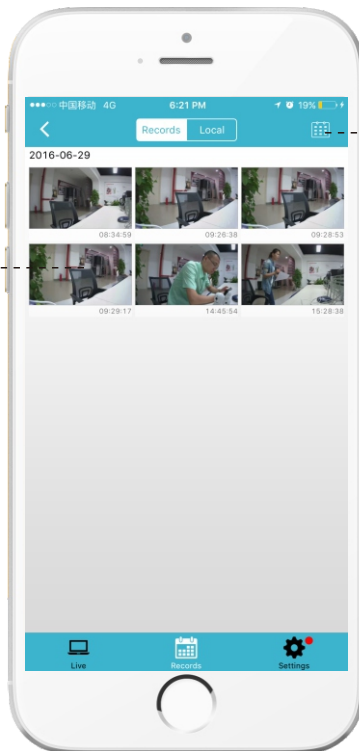 中国移动 4G 6:21 PM 19%
Records Local
2016-06-29
08:34:59 09:26:38 09:28:53
09:29:17 14:45:54 15:28:38
Live Records Settings